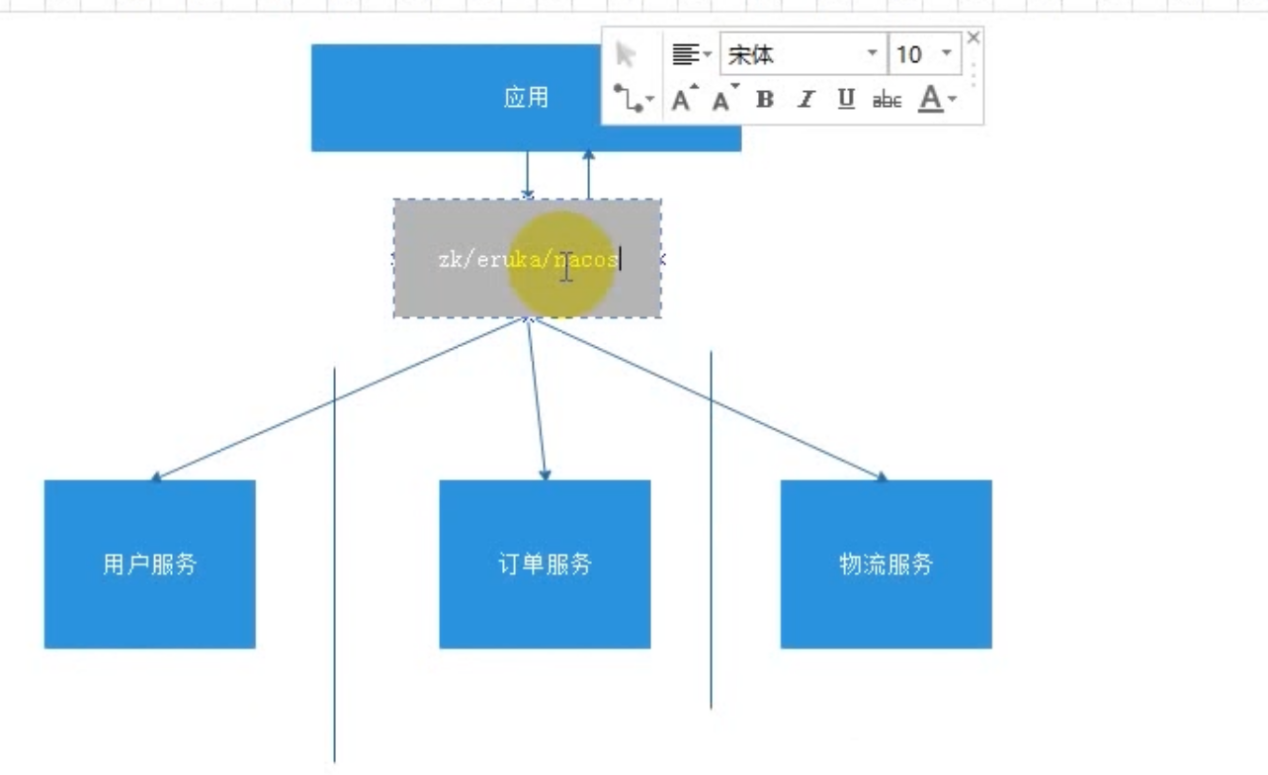 宋体 10
A A B I U abc A
应用
zk/eruka/nacos
用户服务 订单服务 物流服务